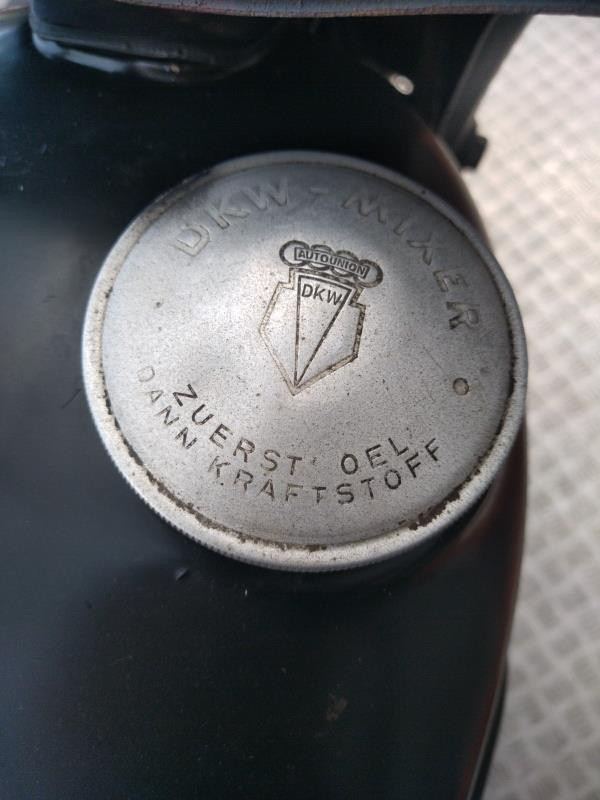 DKW-MIXER
AUTOUNION
DKW
ZUERST OEL
DANN KRAFTSTOFF